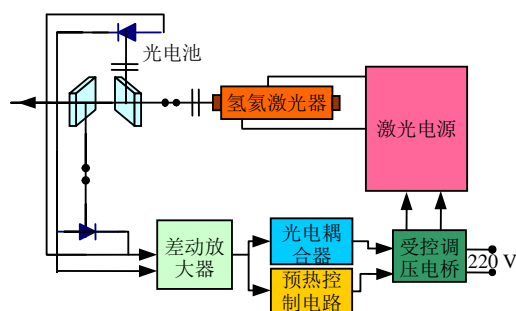 光电池
氦氖激光器
激光电源
差动放
大器
光电耦
合器
预热控
制电路
受控调
压电桥
220 V